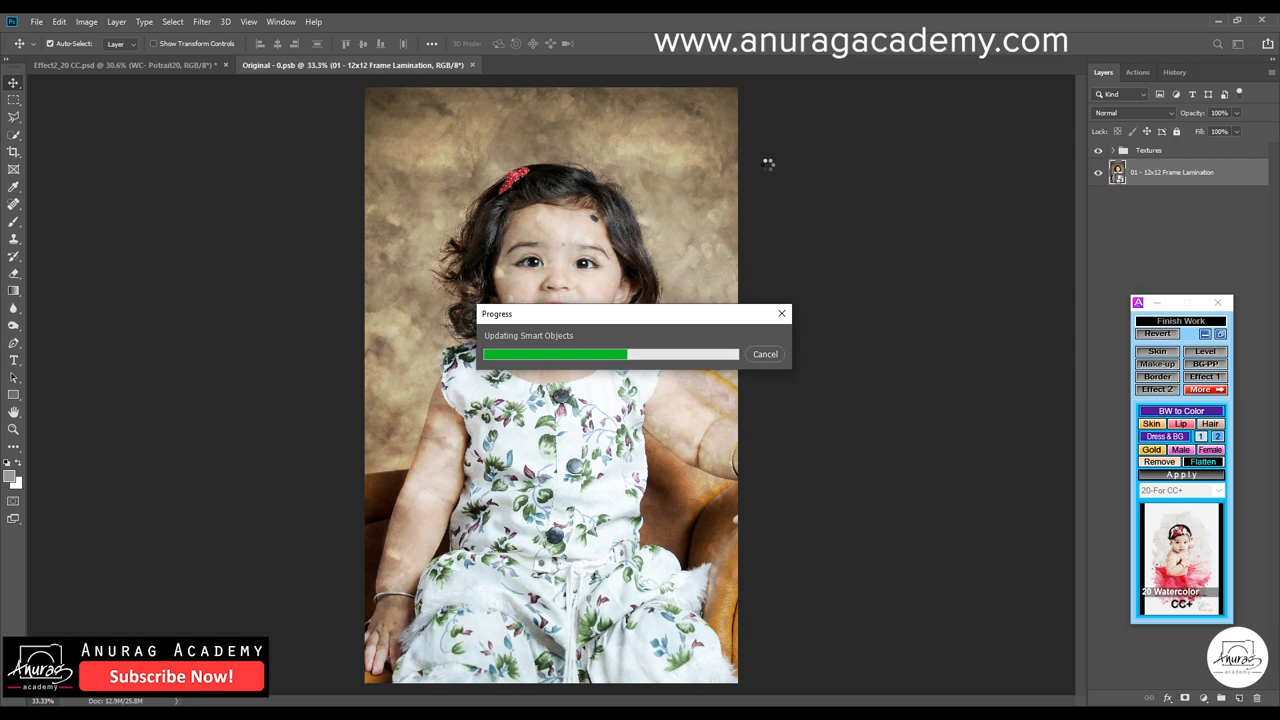 File Edit Image Layer Type Select Filter 3D View Window Help
Auto-Select: Layer Show Transform Controls 3D Mode:
www.anuragacademy.com
Effect2_20 CC.psd @ 30.6% (WC- Potrait20, RGB/8*) * × Original - 0.psb @ 33.3% (01 - 12x12 Frame Lamination, RGB/8*) ×
Layers Actions History
Kind
Normal Opacity: 100%
Lock: Fill: 100%
Textures
01 - 12x12 Frame Lamination
Progress
Updating Smart Objects
Cancel
Finish Work
Revert
Skin Level
Make-up BG-PP
Border Effect 1
Effect 2 More
BW to Color
Skin Lip Hair
Dress & BG 1 2
Gold Male Female
Remove Flatten
Apply
20-For CC+
20 Watercolor
CC+
ANURAG ACADEMY
Subscribe Now!
Anurag
academy
Anurag
academy
33.33% Doc: 12.9M/25.8M